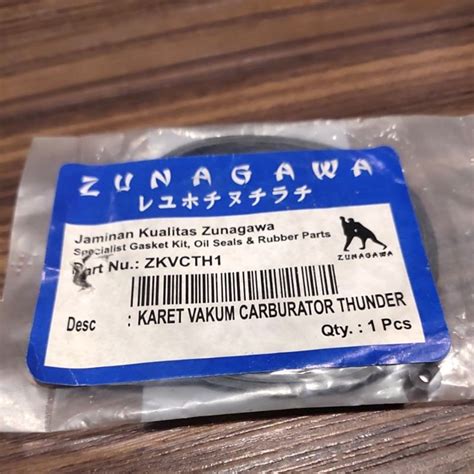 ZUNAGAWA
レユホチヌチラチ
Jaminan Kualitas Zunagawa
Specialist Gasket Kit, Oil Seals & Rubber Parts
Part Nu.: ZKVCTH1
ZUNAGAWA
Desc : KARET VAKUM CARBURATOR THUNDER
Qty. : 1 Pcs